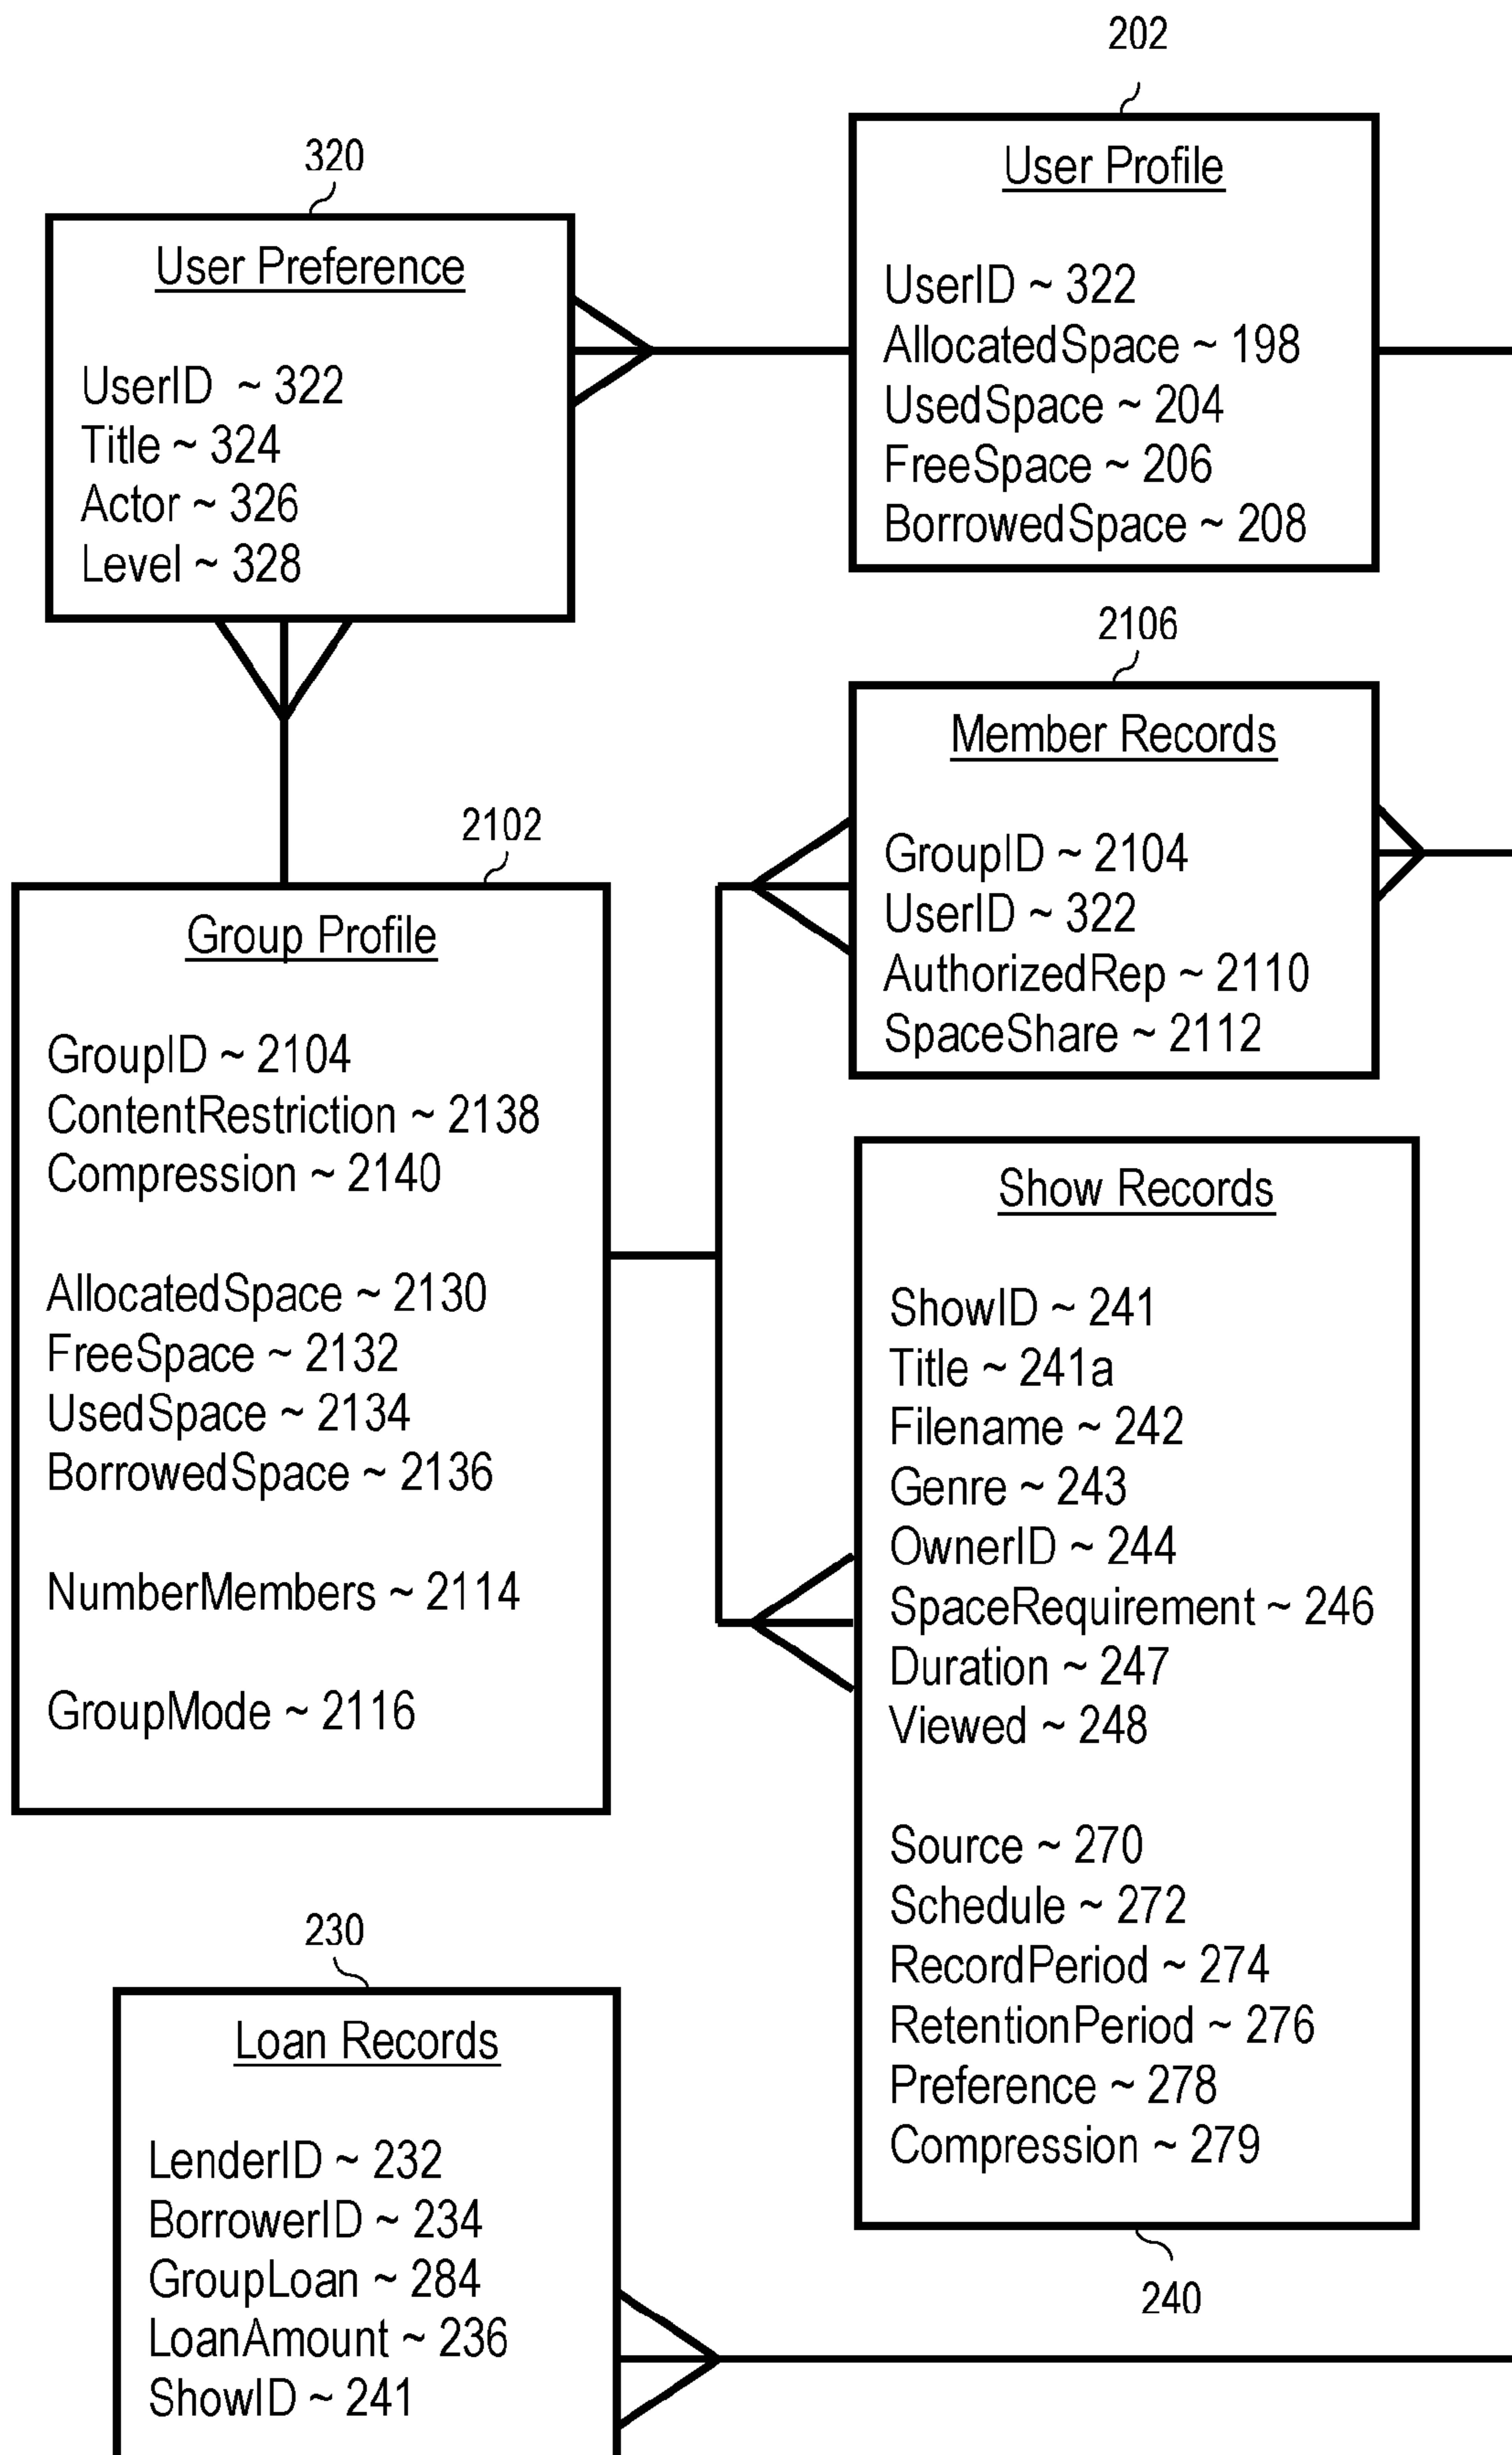 202
User Profile
UserID ~ 322
AllocatedSpace ~ 198
UsedSpace ~ 204
FreeSpace ~ 206
BorrowedSpace ~ 208
320
User Preference
UserID ~ 322
Title ~ 324
Actor ~ 326
Level ~ 328
2106
Member Records
GroupID ~ 2104
UserID ~ 322
AuthorizedRep ~ 2110
SpaceShare ~ 2112
2102
Group Profile
GroupID ~ 2104
ContentRestriction ~ 2138
Compression ~ 2140
AllocatedSpace ~ 2130
FreeSpace ~ 2132
UsedSpace ~ 2134
BorrowedSpace ~ 2136
NumberMembers ~ 2114
GroupMode ~ 2116
Show Records
ShowID ~ 241
Title ~ 241a
Filename ~ 242
Genre ~ 243
OwnerID ~ 244
SpaceRequirement ~ 246
Duration ~ 247
Viewed ~ 248
Source ~ 270
Schedule ~ 272
RecordPeriod ~ 274
RetentionPeriod ~ 276
Preference ~ 278
Compression ~ 279
240
230
Loan Records
LenderID ~ 232
BorrowerID ~ 234
GroupLoan ~ 284
LoanAmount ~ 236
ShowID ~ 241